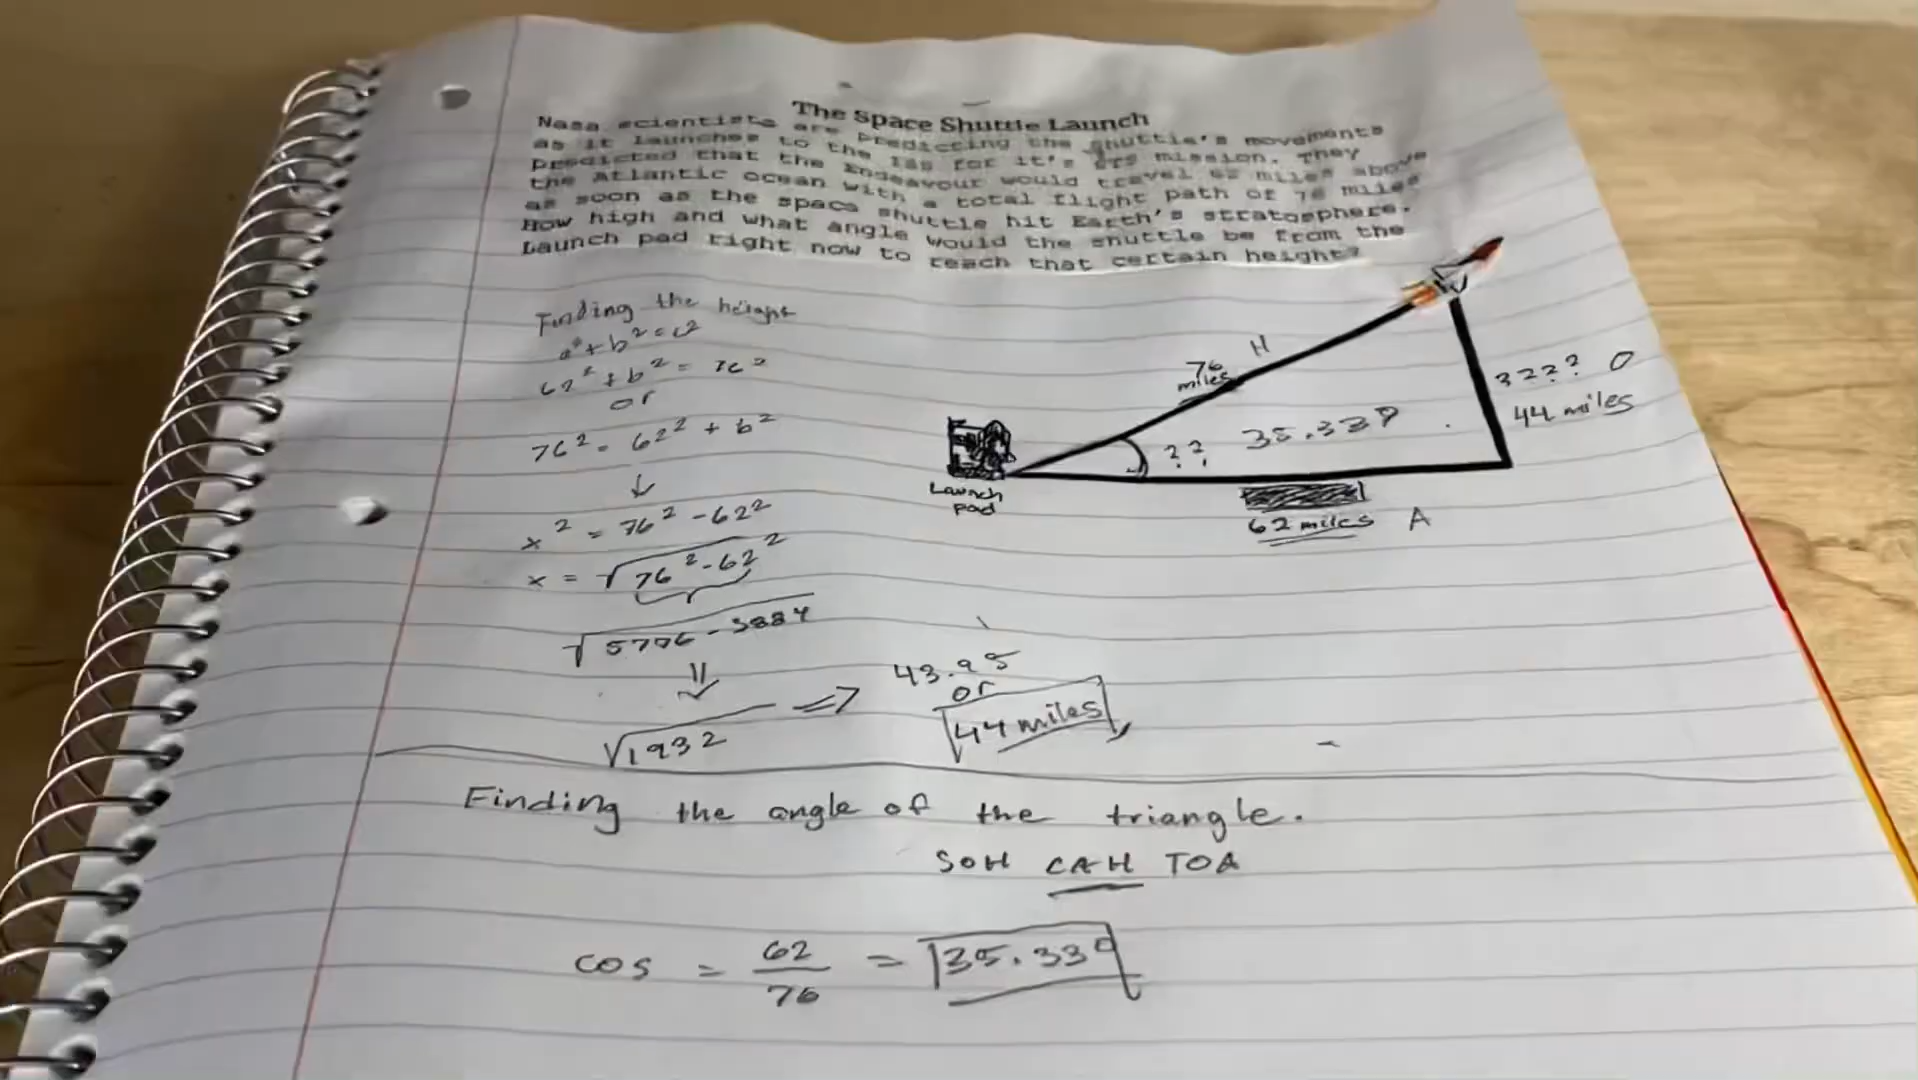 The Space Shuttle Launch
Nasa scientists are predicting the shuttle's movements
as it launches to the ISS for it's mission. They
predicted that the Endeavour would travel 62 miles above
the Atlantic ocean with a total flight path of 76 miles
as soon as the space shuttle hit Earth's stratosphere.
How high and what angle would the shuttle be from the
Launch pad right now to reach that certain height?
Finding the height
a² + b² = c²
62² + b² = 76²
or
76² = 62² + b²
↓
x² = 76² - 62²
x = √76² - 62²
√5776 - 3884
√1932 => 43.95
or
44 miles
76
miles
H
???? O
44 miles
?? 35.33°
Launch
Pad
62 miles A
Finding the angle of the triangle.
SOH CAH TOA
cos = 62/76 = 35.33°